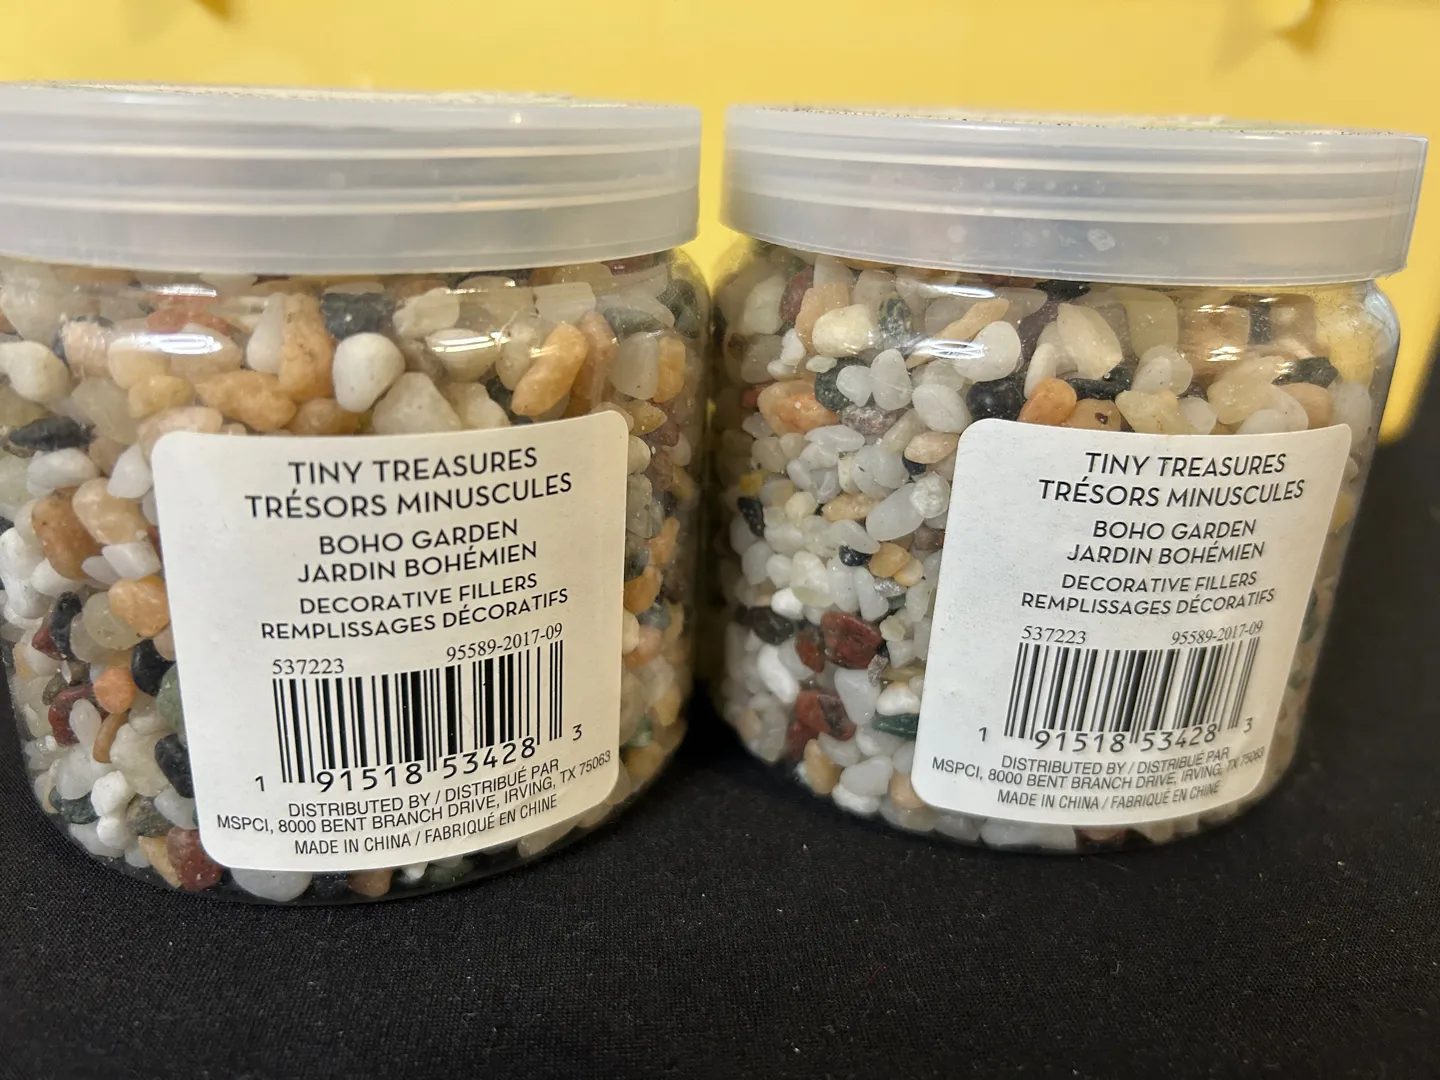 TINY TREASURES
TRÉSORS MINUSCULES
BOHO GARDEN
JARDIN BOHÉMIEN
DECORATIVE FILLERS
REMPLISSAGES DÉCORATIFS
537223 95589-2017-09
1 91518 53428 3
DISTRIBUTED BY / DISTRIBUÉ PAR
MSPCI, 8000 BENT BRANCH DRIVE, IRVING, TX 75063
MADE IN CHINA / FABRIQUÉ EN CHINE
TINY TREASURES
TRÉSORS MINUSCULES
BOHO GARDEN
JARDIN BOHÉMIEN
DECORATIVE FILLERS
REMPLISSAGES DÉCORATIFS
537223 95589-2017-09
1 91518 53428 3
DISTRIBUTED BY / DISTRIBUÉ PAR
MSPCI, 8000 BENT BRANCH DRIVE, IRVING, TX 75063
MADE IN CHINA / FABRIQUÉ EN CHINE